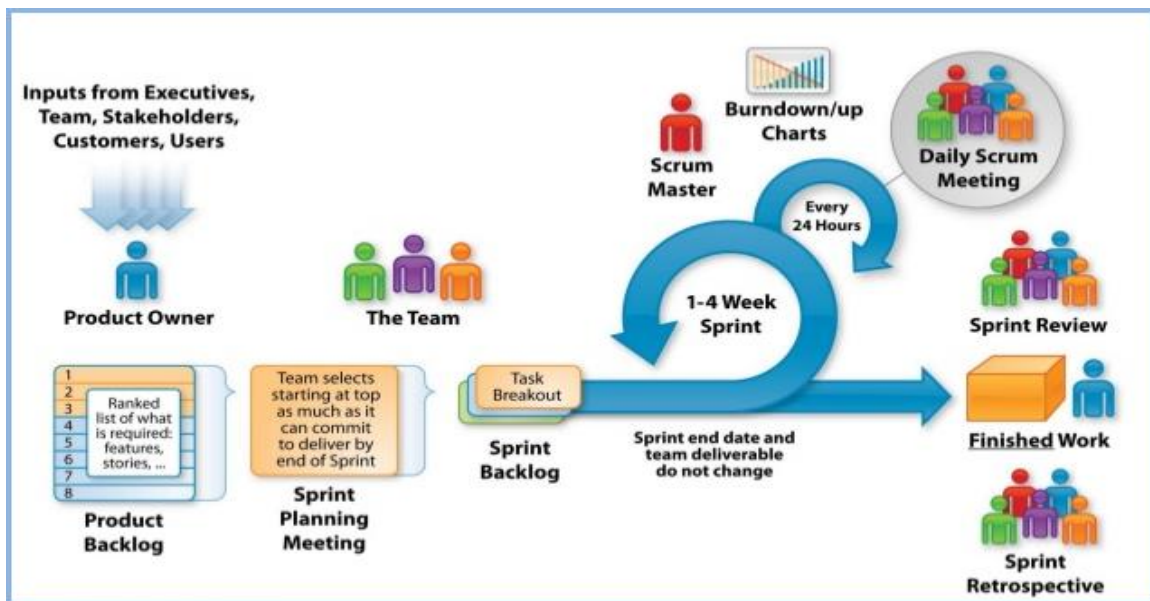 Inputs from Executives,
Team, Stakeholders,
Customers, Users
Product Owner
The Team
Scrum
Master
Burndown/up
Charts
Daily Scrum
Meeting
Every
24 Hours
1-4 Week
Sprint
Sprint Review
1
2
3
4
5
6
7
8
Ranked
list of what
is required:
features,
stories, ...
Product
Backlog
Team selects
starting at top
as much as it
can commit
to deliver by
end of Sprint
Sprint
Planning
Meeting
Task
Breakout
Sprint
Backlog
Sprint end date and
team deliverable
do not change
Finished Work
Sprint
Retrospective